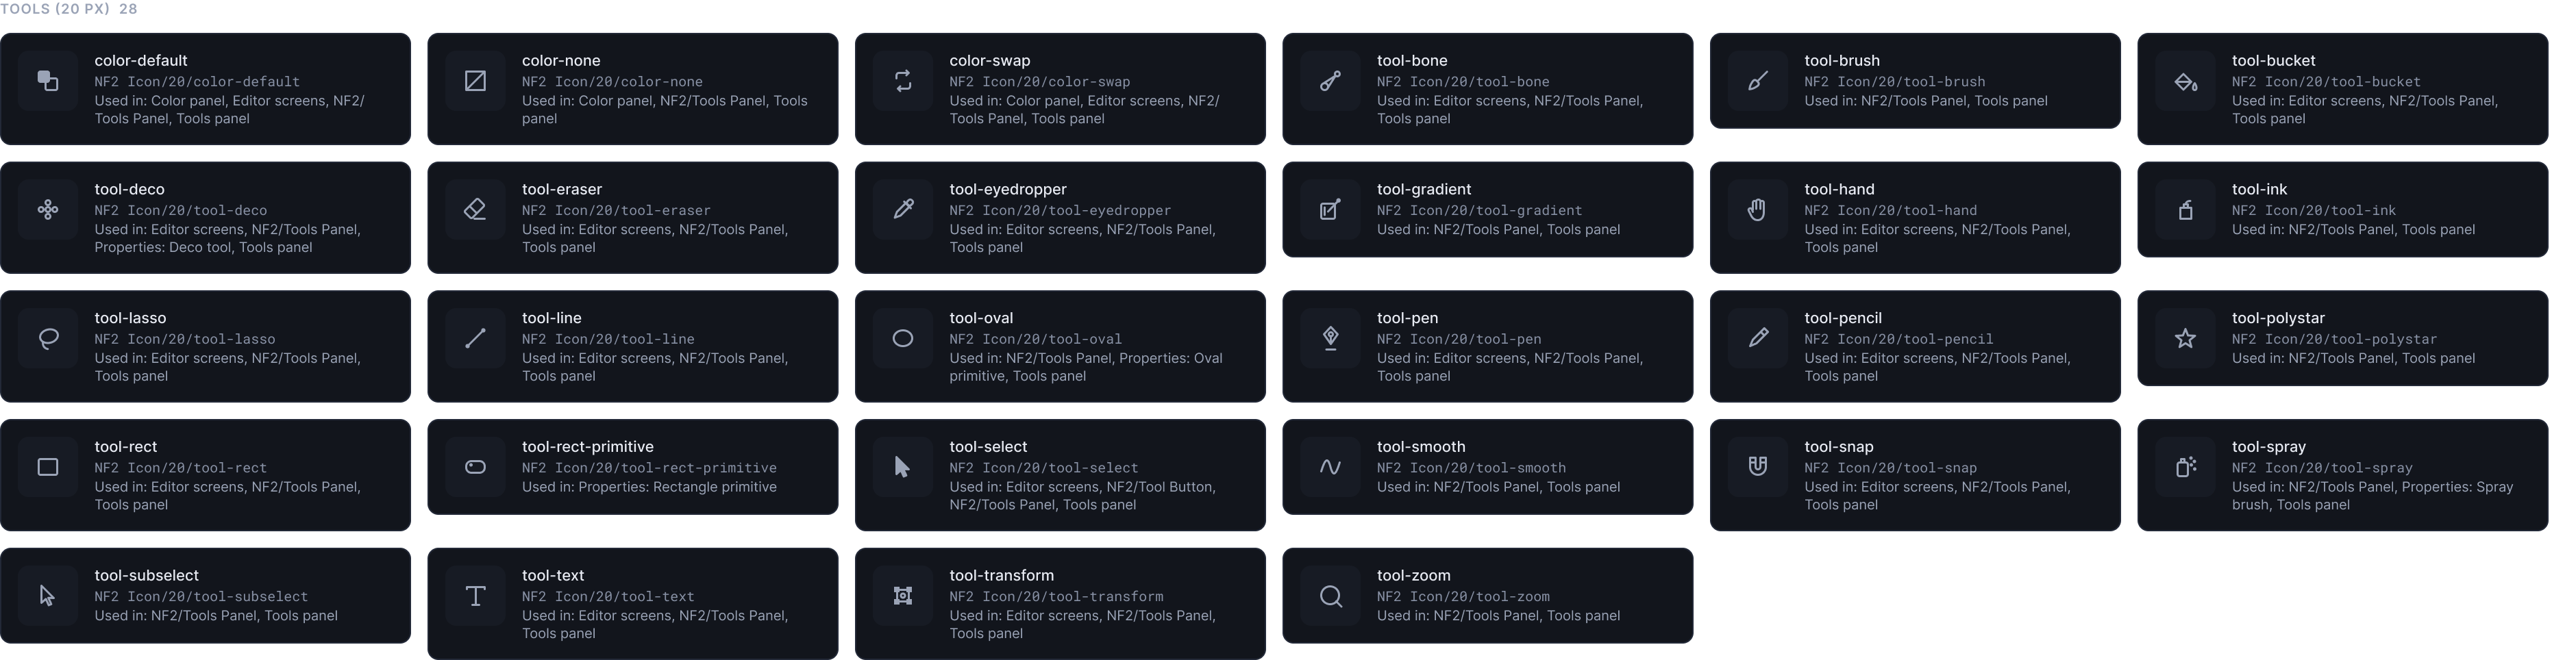 TOOLS (20 PX) 28
color-default
NF2 Icon/20/color-default
Used in: Color panel, Editor screens, NF2/
Tools Panel, Tools panel
color-none
NF2 Icon/20/color-none
Used in: Color panel, NF2/Tools Panel, Tools
panel
color-swap
NF2 Icon/20/color-swap
Used in: Color panel, Editor screens, NF2/
Tools Panel, Tools panel
tool-bone
NF2 Icon/20/tool-bone
Used in: Editor screens, NF2/Tools Panel,
Tools panel
tool-brush
NF2 Icon/20/tool-brush
Used in: NF2/Tools Panel, Tools panel
tool-bucket
NF2 Icon/20/tool-bucket
Used in: Editor screens, NF2/Tools Panel,
Tools panel
tool-deco
NF2 Icon/20/tool-deco
Used in: Editor screens, NF2/Tools Panel,
Properties: Deco tool, Tools panel
tool-eraser
NF2 Icon/20/tool-eraser
Used in: Editor screens, NF2/Tools Panel,
Tools panel
tool-eyedropper
NF2 Icon/20/tool-eyedropper
Used in: Editor screens, NF2/Tools Panel,
Tools panel
tool-gradient
NF2 Icon/20/tool-gradient
Used in: NF2/Tools Panel, Tools panel
tool-hand
NF2 Icon/20/tool-hand
Used in: Editor screens, NF2/Tools Panel,
Tools panel
tool-ink
NF2 Icon/20/tool-ink
Used in: NF2/Tools Panel, Tools panel
tool-lasso
NF2 Icon/20/tool-lasso
Used in: Editor screens, NF2/Tools Panel,
Tools panel
tool-line
NF2 Icon/20/tool-line
Used in: Editor screens, NF2/Tools Panel,
Tools panel
tool-oval
NF2 Icon/20/tool-oval
Used in: NF2/Tools Panel, Properties: Oval
primitive, Tools panel
tool-pen
NF2 Icon/20/tool-pen
Used in: Editor screens, NF2/Tools Panel,
Tools panel
tool-pencil
NF2 Icon/20/tool-pencil
Used in: Editor screens, NF2/Tools Panel,
Tools panel
tool-polystar
NF2 Icon/20/tool-polystar
Used in: NF2/Tools Panel, Tools panel
tool-rect
NF2 Icon/20/tool-rect
Used in: Editor screens, NF2/Tools Panel,
Tools panel
tool-rect-primitive
NF2 Icon/20/tool-rect-primitive
Used in: Properties: Rectangle primitive
tool-select
NF2 Icon/20/tool-select
Used in: Editor screens, NF2/Tool Button,
NF2/Tools Panel, Tools panel
tool-smooth
NF2 Icon/20/tool-smooth
Used in: NF2/Tools Panel, Tools panel
tool-snap
NF2 Icon/20/tool-snap
Used in: Editor screens, NF2/Tools Panel,
Tools panel
tool-spray
NF2 Icon/20/tool-spray
Used in: NF2/Tools Panel, Properties: Spray
brush, Tools panel
tool-subselect
NF2 Icon/20/tool-subselect
Used in: NF2/Tools Panel, Tools panel
tool-text
NF2 Icon/20/tool-text
Used in: Editor screens, NF2/Tools Panel,
Tools panel
tool-transform
NF2 Icon/20/tool-transform
Used in: Editor screens, NF2/Tools Panel,
Tools panel
tool-zoom
NF2 Icon/20/tool-zoom
Used in: NF2/Tools Panel, Tools panel